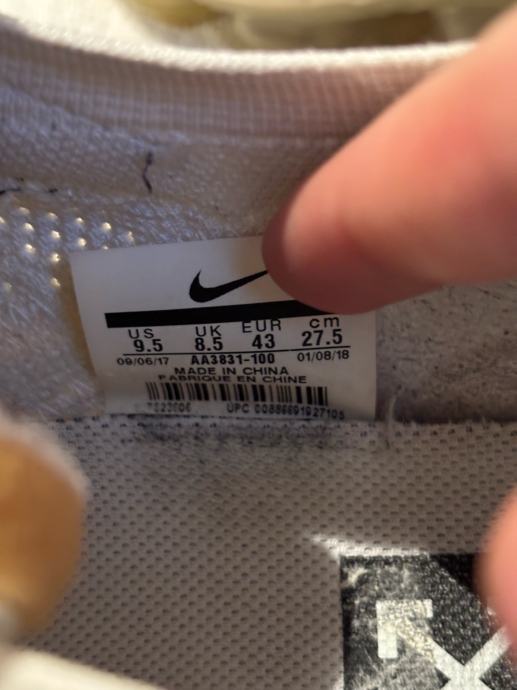 US UK EUR cm
9.5 8.5 43 27.5
09/06/17 AA3831-100 01/08/18
MADE IN CHINA
FABRIQUE EN CHINE
UPC 00886691927105